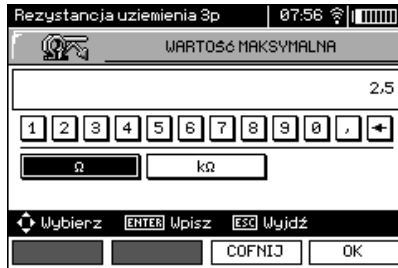 Rezystancja uziemienia 3p 07:56
WARTOŚĆ MAKSYMALNA
2,5
1 2 3 4 5 6 7 8 9 0 ,
Ω kΩ
Wybierz ENTER Wpisz ESC Wyjdź
COFNIJ OK